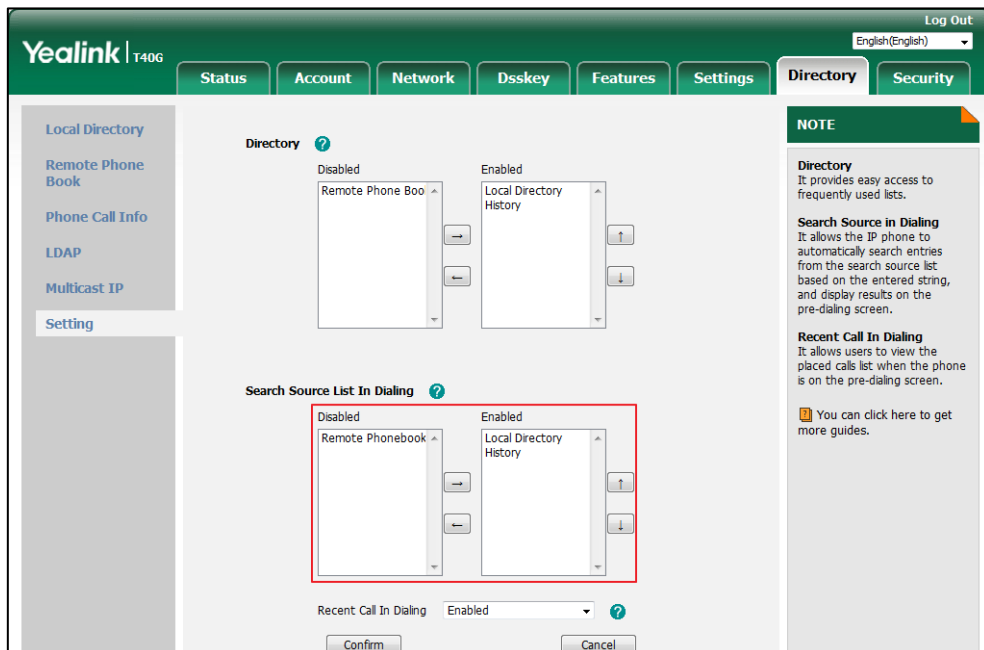 Log Out
English(English)
Yealink | T40G
Status Account Network Dsskey Features Settings Directory Security
Local Directory
Remote Phone
Book
Phone Call Info
LDAP
Multicast IP
Setting
Directory ?
Disabled Enabled
Remote Phone Boo
Local Directory
History
→ ↑
← ↓
Search Source List In Dialing ?
Disabled Enabled
Remote Phonebook
Local Directory
History
→ ↑
← ↓
Recent Call In Dialing Enabled ?
Confirm Cancel
NOTE
Directory
It provides easy access to
frequently used lists.
Search Source in Dialing
It allows the IP phone to
automatically search entries
from the search source list
based on the entered string,
and display results on the
pre-dialing screen.
Recent Call In Dialing
It allows users to view the
placed calls list when the phone
is on the pre-dialing screen.
? You can click here to get
more guides.